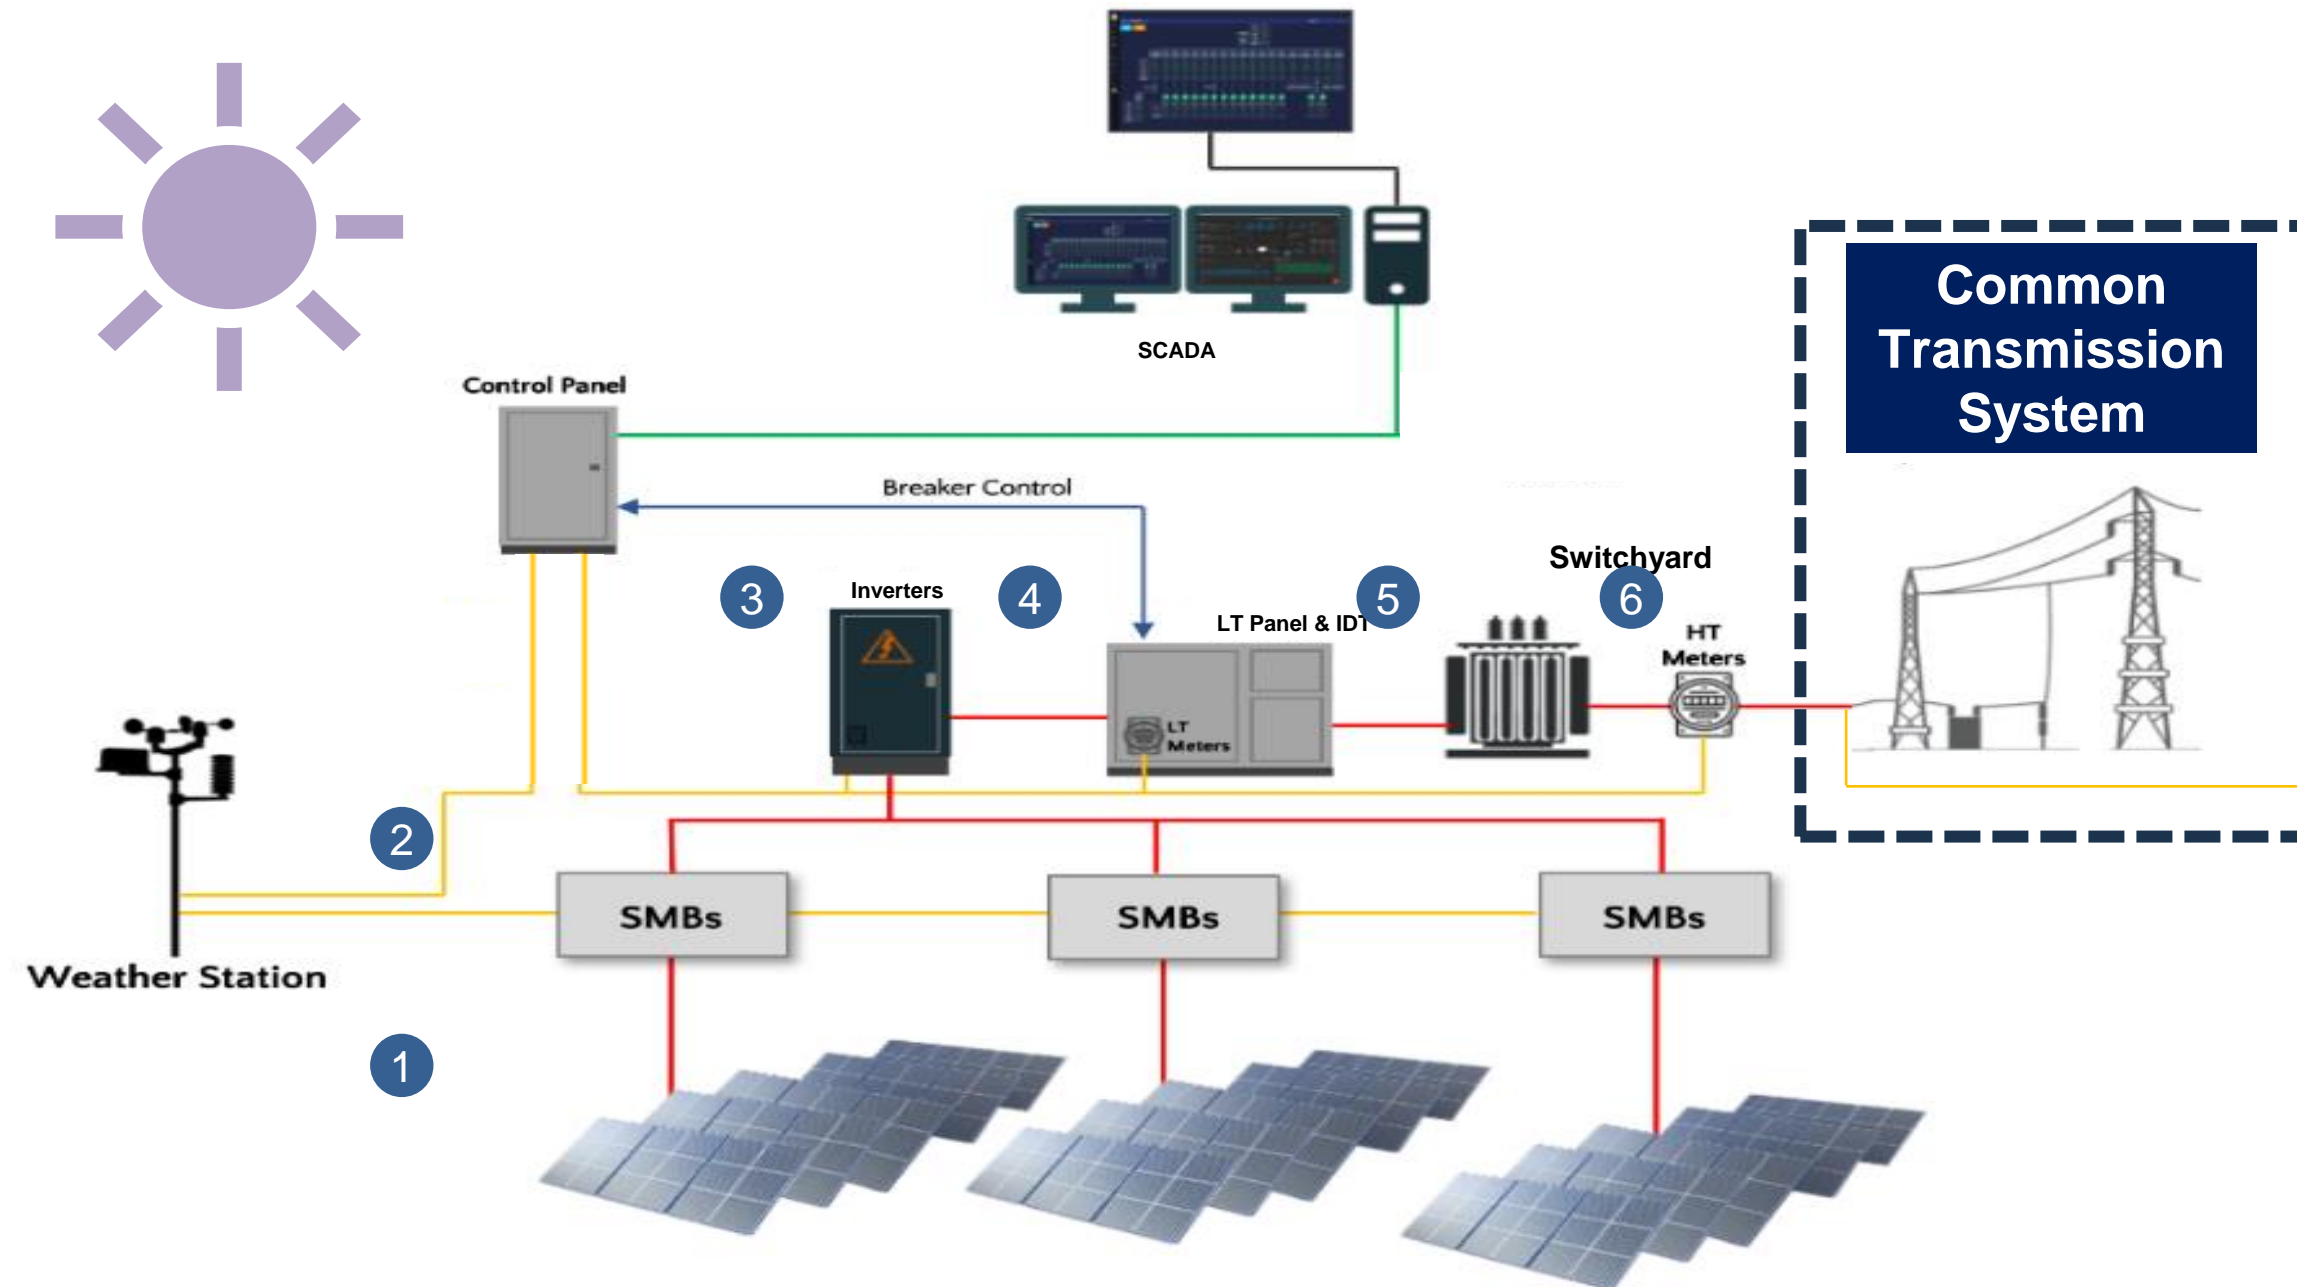 SCADA
Common
Transmission
System
Control Panel
Breaker Control
Switchyard
3
Inverters
4
5
6
LT Panel & IDT
HT
Meters
LT
Meters
2
SMBs
SMBs
SMBs
Weather Station
1